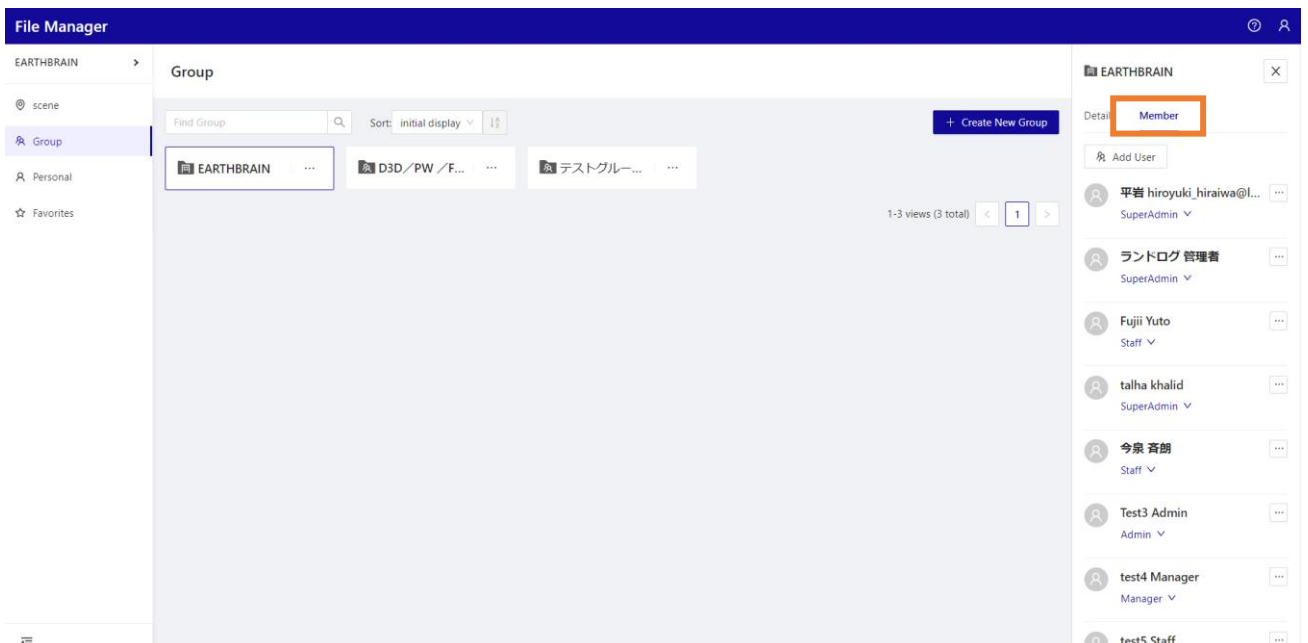 File Manager
EARTHBRAIN
scene
Group
Personal
Favorites
Group
Find Group
Sort: initial display
+ Create New Group
EARTHBRAIN ...
D3D／PW／F... ...
テストグルー... ...
1-3 views (3 total) < 1 >
EARTHBRAIN
Detail
Member
Add User
平岩 hiroyuki_hiraiwa@l... ...
SuperAdmin
ランドログ 管理者 ...
SuperAdmin
Fujii Yuto ...
Staff
talha khalid ...
SuperAdmin
今泉 斉朗 ...
Staff
Test3 Admin ...
Admin
test4 Manager ...
Manager
test5 Staff ...